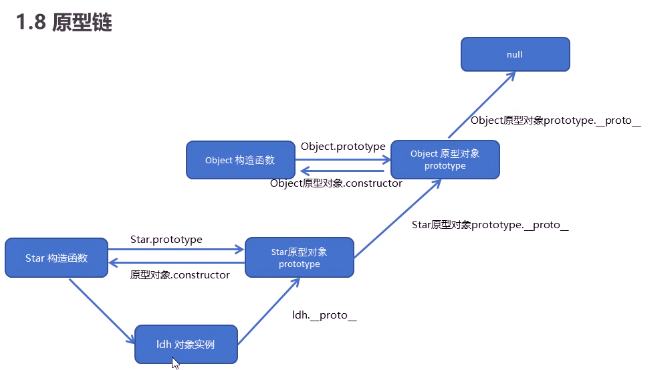 1.8 原型链
null
Object原型对象prototype.__proto__
Object 构造函数
Object.prototype
Object 原型对象
prototype
Object原型对象.constructor
Star原型对象prototype.__proto__
Star 构造函数
Star.prototype
原型对象.constructor
Star原型对象
prototype
ldh.__proto__
ldh 对象实例